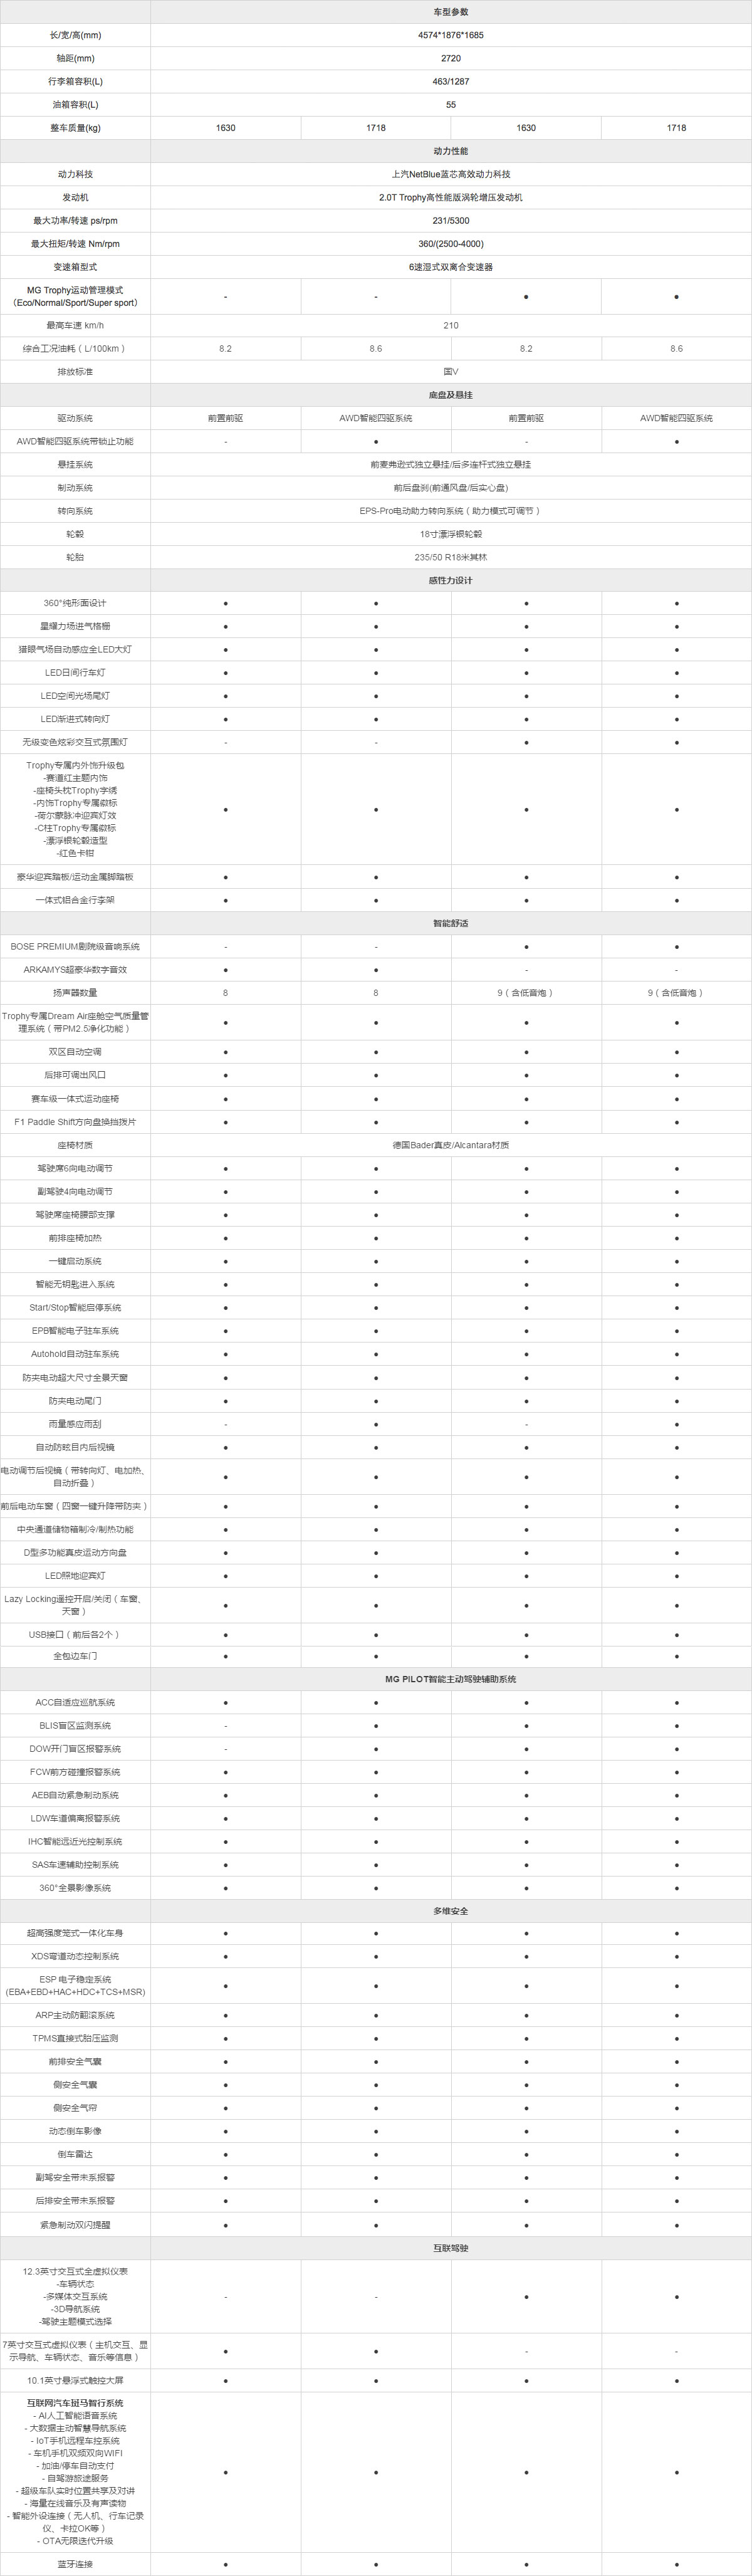 车型参数
长/宽/高(mm) 4574*1876*1685
轴距(mm) 2720
行李箱容积(L) 463/1287
油箱容积(L) 55
整车质量(kg) 1630 1718 1630 1718
动力性能
动力科技 上汽NetBlue蓝芯高效动力科技
发动机 2.0T Trophy高性能版涡轮增压发动机
最大功率/转速 ps/rpm 231/5300
最大扭矩/转速 Nm/rpm 360/(2500-4000)
变速箱型式 6速湿式双离合变速器
MG Trophy运动管理模式
（Eco/Normal/Sport/Super sport） - - ● ●
最高车速 km/h 210
综合工况油耗（L/100km） 8.2 8.6 8.2 8.6
排放标准 国V
底盘及悬挂
驱动系统 前置前驱 AWD智能四驱系统 前置前驱 AWD智能四驱系统
AWD智能四驱系统带锁止功能 - ● - ●
悬挂系统 前麦弗逊式独立悬挂/后多连杆式独立悬挂
制动系统 前后盘刹(前通风盘/后实心盘)
转向系统 EPS-Pro电动助力转向系统（助力模式可调节）
轮毂 18寸漂浮银轮毂
轮胎 235/50 R18米其林
感性力设计
360°纯形面设计 ● ● ● ●
星耀力场进气格栅 ● ● ● ●
猎眼气场自动感应全LED大灯 ● ● ● ●
LED日间行车灯 ● ● ● ●
LED空间光场尾灯 ● ● ● ●
LED渐进式转向灯 ● ● ● ●
无级变色炫彩交互式氛围灯 - - ● ●
Trophy专属内外饰升级包
-赛道红主题内饰
-座椅头枕Trophy字绣
-内饰Trophy专属徽标
-荷尔蒙脉冲迎宾灯效 ● ● ● ●
-C柱Trophy专属徽标
-漂浮银轮毂造型
-红色卡钳
豪华迎宾踏板/运动金属脚踏板 ● ● ● ●
一体式铝合金行李架 ● ● ● ●
智能舒适
BOSE PREMIUM剧院级音响系统 - - ● ●
ARKAMYS超豪华数字音效 ● ● - -
扬声器数量 8 8 9（含低音炮） 9（含低音炮）
Trophy专属Dream Air座舱空气质量管
理系统（带PM2.5净化功能） ● ● ● ●
双区自动空调 ● ● ● ●
后排可调出风口 ● ● ● ●
赛车级一体式运动座椅 ● ● ● ●
F1 Paddle Shift方向盘换挡拨片 ● ● ● ●
座椅材质 德国Bader真皮/Alcantara材质
驾驶席6向电动调节 ● ● ● ●
副驾驶4向电动调节 ● ● ● ●
驾驶席座椅腰部支撑 ● ● ● ●
前排座椅加热 ● ● ● ●
一键启动系统 ● ● ● ●
智能无钥匙进入系统 ● ● ● ●
Start/Stop智能启停系统 ● ● ● ●
EPB智能电子驻车系统 ● ● ● ●
Autohold自动驻车系统 ● ● ● ●
防夹电动超大尺寸全景天窗 ● ● ● ●
防夹电动尾门 ● ● ● ●
雨量感应雨刮 - ● - ●
自动防眩目内后视镜 ● ● ● ●
电动调节后视镜（带转向灯、电加热、
自动折叠） ● ● ● ●
前后电动车窗（四窗一键升降带防夹） ● ● ● ●
中央通道储物箱制冷/制热功能 ● ● ● ●
D型多功能真皮运动方向盘 ● ● ● ●
LED照地迎宾灯 ● ● ● ●
Lazy Locking遥控开启/关闭（车窗、
天窗） ● ● ● ●
USB接口（前后各2个） ● ● ● ●
全包边车门 ● ● ● ●
MG PILOT智能主动驾驶辅助系统
ACC自适应巡航系统 ● ● ● ●
BLIS盲区监测系统 - ● ● ●
DOW开门盲区报警系统 - ● ● ●
FCW前方碰撞报警系统 ● ● ● ●
AEB自动紧急制动系统 ● ● ● ●
LDW车道偏离报警系统 ● ● ● ●
IHC智能远近光控制系统 ● ● ● ●
SAS车速辅助控制系统 ● ● ● ●
360°全景影像系统 ● ● ● ●
多维安全
超高强度笼式一体化车身 ● ● ● ●
XDS弯道动态控制系统 ● ● ● ●
ESP 电子稳定系统
(EBA+EBD+HAC+HDC+TCS+MSR) ● ● ● ●
ARP主动防翻滚系统 ● ● ● ●
TPMS直接式胎压监测 ● ● ● ●
前排安全气囊 ● ● ● ●
侧安全气囊 ● ● ● ●
侧安全气帘 ● ● ● ●
动态倒车影像 ● ● ● ●
倒车雷达 ● ● ● ●
副驾安全带未系报警 ● ● ● ●
后排安全带未系报警 ● ● ● ●
紧急制动双闪提醒 ● ● ● ●
互联驾驶
12.3英寸交互式全虚拟仪表
-车辆状态
-多媒体交互系统 - - ● ●
-3D导航系统
-驾驶主题模式选择
7英寸交互式虚拟仪表（主机交互、显
示导航、车辆状态、音乐等信息） ● ● - -
10.1英寸悬浮式触控大屏 ● ● ● ●
互联网汽车斑马智行系统
- AI人工智能语音系统
- 大数据主动智慧导航系统
- IoT手机远程车控系统
- 车机手机双频双向WIFI
- 加油/停车自动支付
- 自驾游旅途服务 ● ● ● ●
- 超级车队实时位置共享及对讲
- 海量在线音乐及有声读物
- 智能外设连接（无人机、行车记录
仪、卡拉OK等）
- OTA无限迭代升级
蓝牙连接 ● ● ● ●